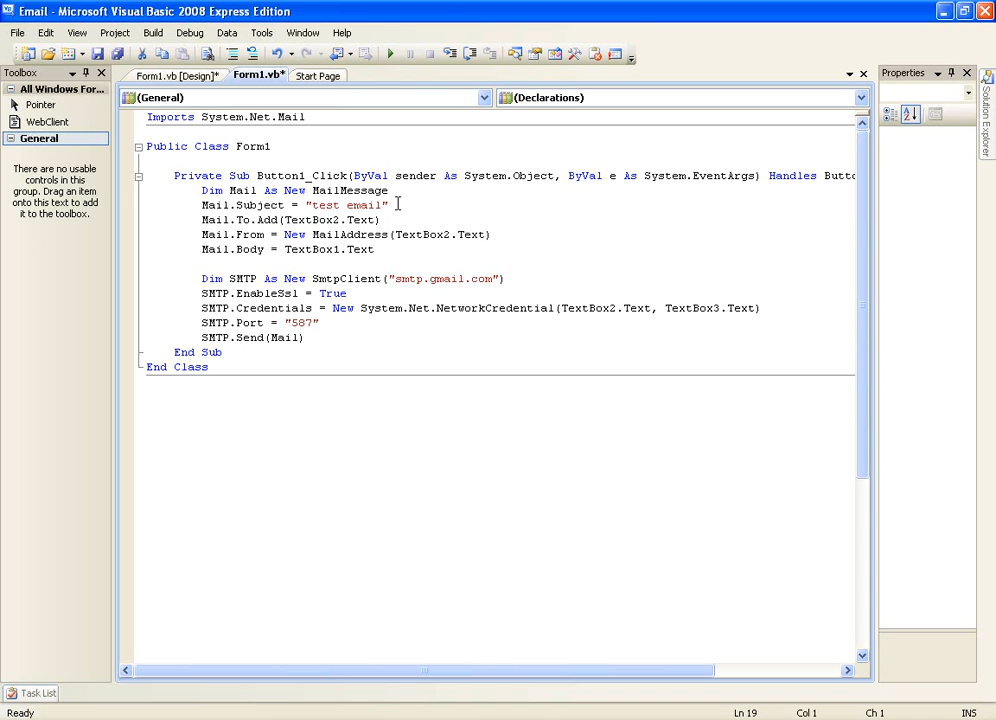 Email - Microsoft Visual Basic 2008 Express Edition
File Edit View Project Build Debug Data Tools Window Help
Toolbox
Form1.vb [Design]* Form1.vb* Start Page
Properties
All Windows For...
(General) (Declarations)
Pointer
WebClient
General
There are no usable
controls in this
group. Drag an item
onto this text to add
it to the toolbox.
Imports System.Net.Mail
Public Class Form1
Private Sub Button1_Click(ByVal sender As System.Object, ByVal e As System.EventArgs) Handles Butto
Dim Mail As New MailMessage
Mail.Subject = "test email"
Mail.To.Add(TextBox2.Text)
Mail.From = New MailAddress(TextBox2.Text)
Mail.Body = TextBox1.Text
Dim SMTP As New SmtpClient("smtp.gmail.com")
SMTP.EnableSsl = True
SMTP.Credentials = New System.Net.NetworkCredential(TextBox2.Text, TextBox3.Text)
SMTP.Port = "587"
SMTP.Send(Mail)
End Sub
End Class
Solution Explorer
Task List
Ready Ln 19 Col 1 Ch 1 INS